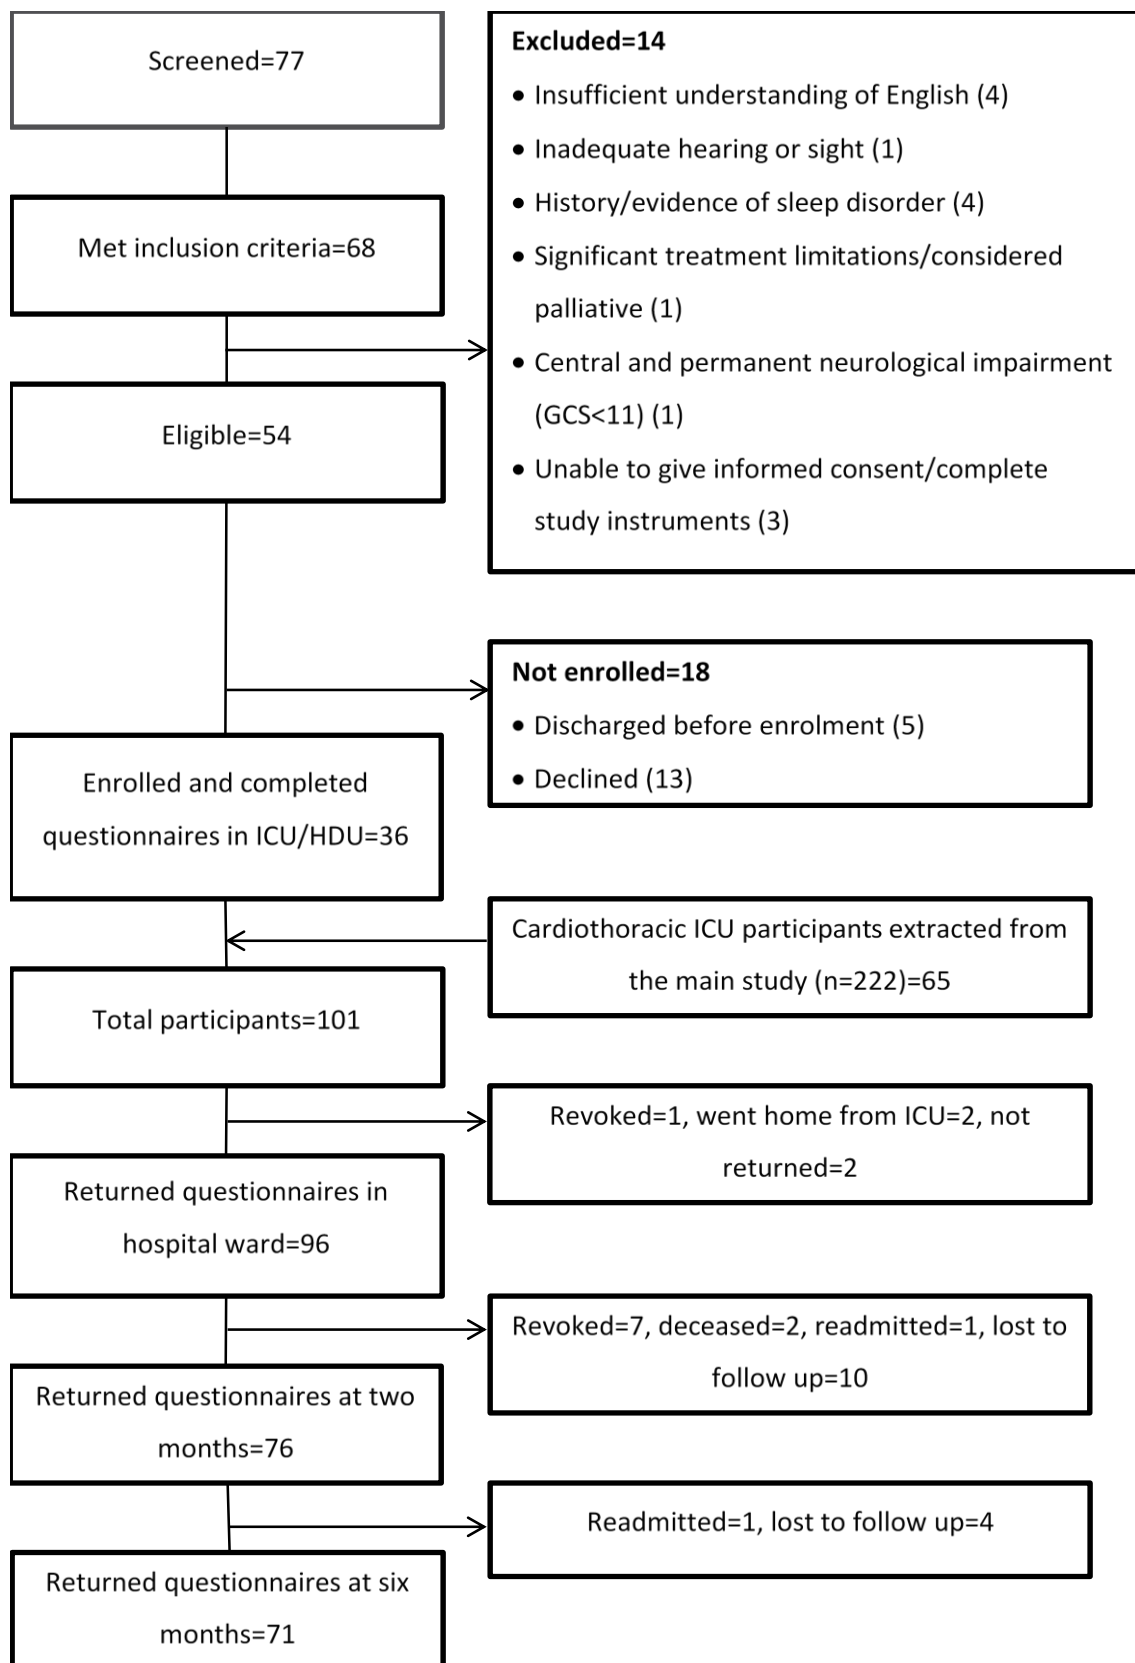 Screened=77
Excluded=14
• Insufficient understanding of English (4)
• Inadequate hearing or sight (1)
• History/evidence of sleep disorder (4)
• Significant treatment limitations/considered
palliative (1)
• Central and permanent neurological impairment
(GCS<11) (1)
• Unable to give informed consent/complete
study instruments (3)
Met inclusion criteria=68
Eligible=54
Not enrolled=18
• Discharged before enrolment (5)
• Declined (13)
Enrolled and completed
questionnaires in ICU/HDU=36
Cardiothoracic ICU participants extracted from
the main study (n=222)=65
Total participants=101
Revoked=1, went home from ICU=2, not
returned=2
Returned questionnaires in
hospital ward=96
Revoked=7, deceased=2, readmitted=1, lost to
follow up=10
Returned questionnaires at two
months=76
Readmitted=1, lost to follow up=4
Returned questionnaires at six
months=71